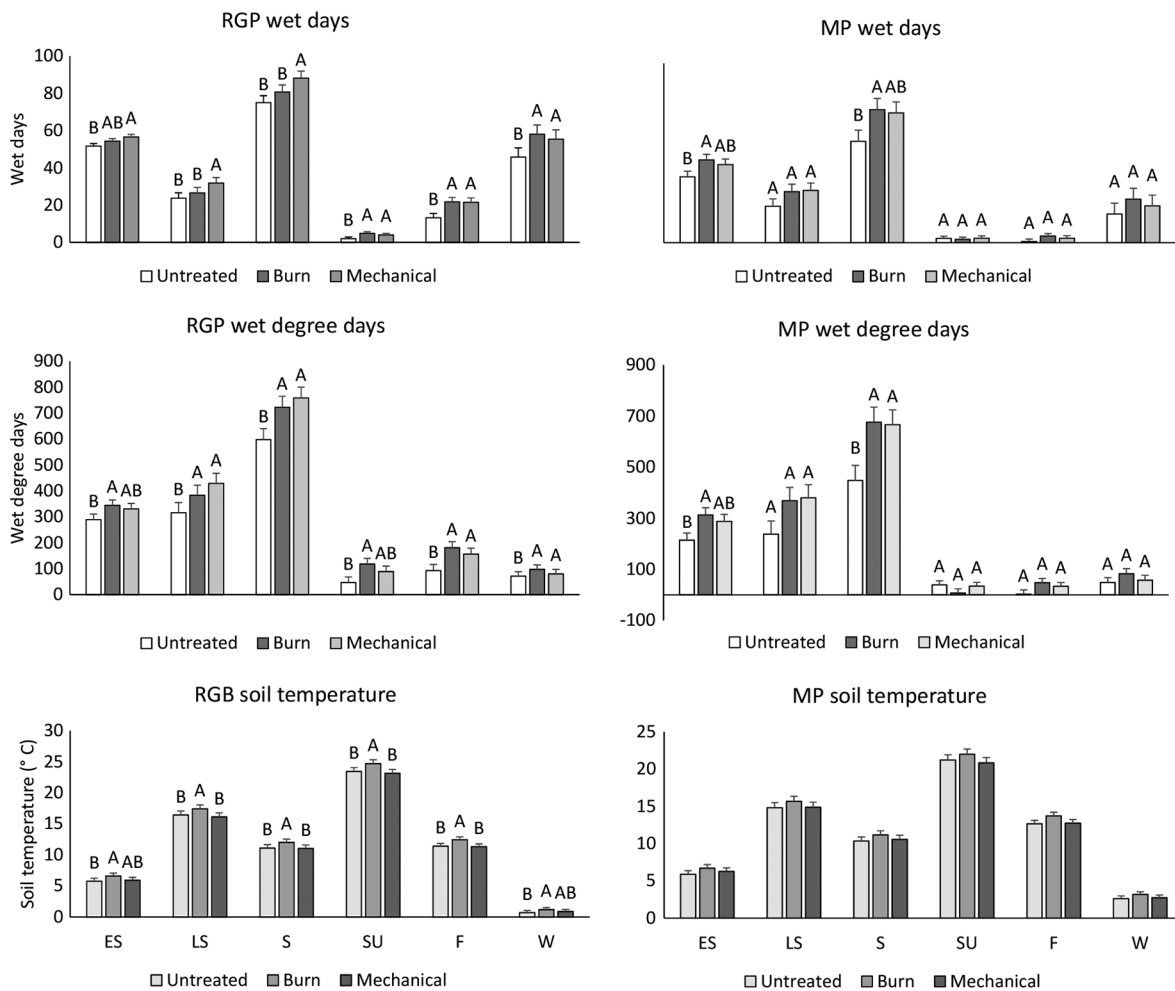 RGP wet days
Wet days
100
80
60
40
20
0
B AB A
B B A
B B A
B A A
B A A
B A A
Untreated Burn Mechanical
MP wet days
B A AB
A A A
B A AB
A A A
A A A
A A A
Untreated Burn Mechanical
RGP wet degree days
Wet degree days
900
800
700
600
500
400
300
200
100
0
B A AB
B A A
B A A
B A AB
B A A
B A A
Untreated Burn Mechanical
MP wet degree days
900
700
500
300
100
-100
B A AB
A A A
B A A
A A A
A A A
A A A
Untreated Burn Mechanical
RGB soil temperature
Soil temperature (° C)
30
25
20
15
10
5
0
B A AB
B A B
B A B
B A B
B A B
B A AB
ES LS S SU F W
Untreated Burn Mechanical
MP soil temperature
25
20
15
10
5
0
ES LS S SU F W
Untreated Burn Mechanical